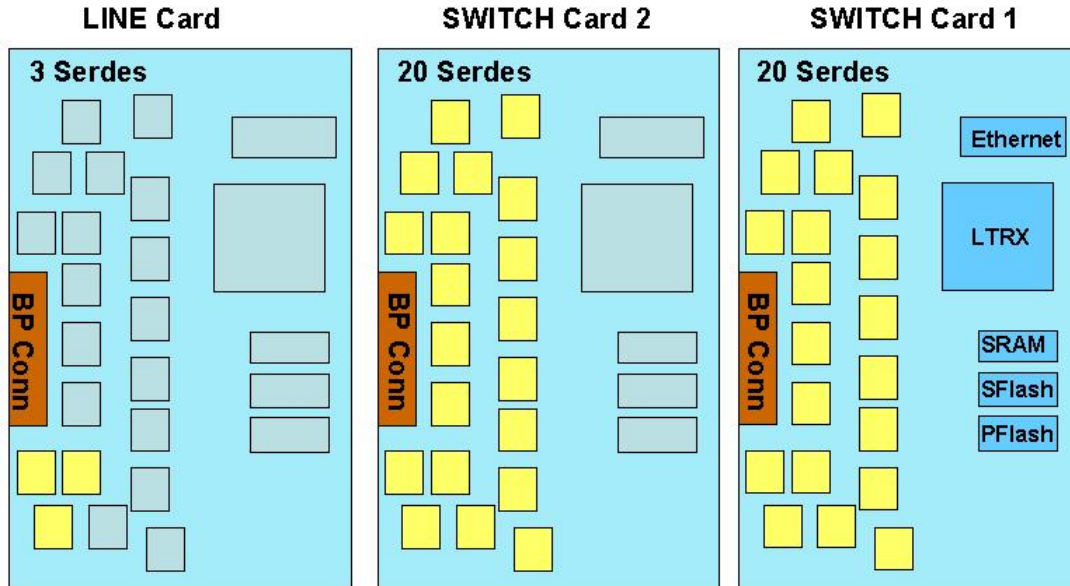 LINE Card
SWITCH Card 2
SWITCH Card 1
3 Serdes
20 Serdes
20 Serdes
Ethernet
LTRX
BP Conn
BP Conn
BP Conn
SRAM
SFlash
PFlash